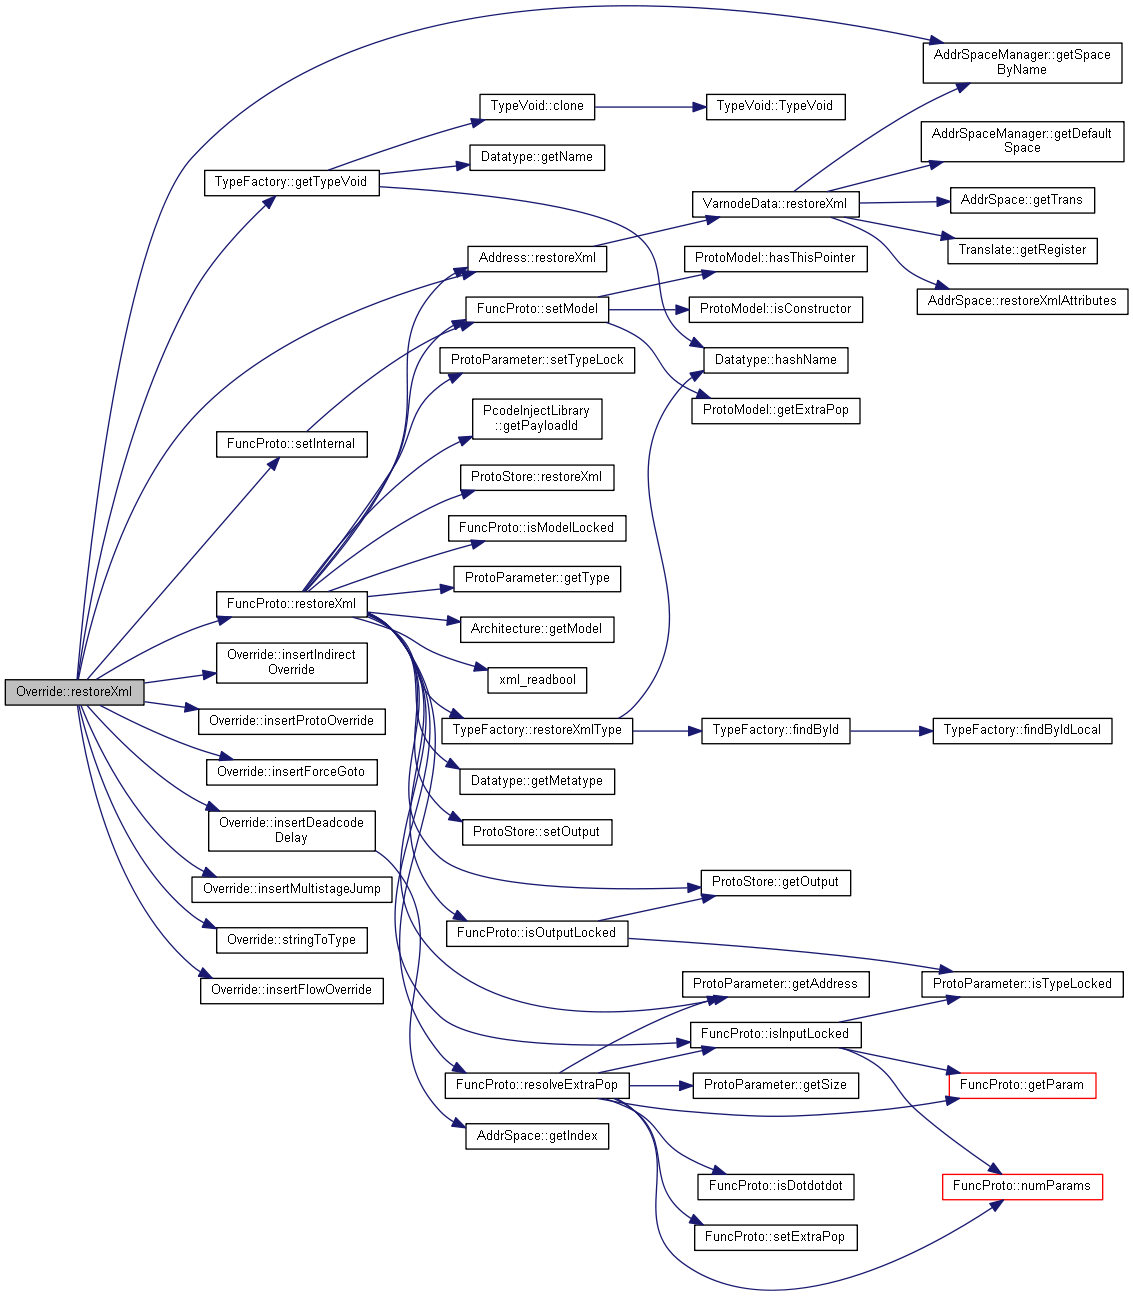 AddrSpaceManager::getSpace
ByName
TypeVoid::clone
TypeVoid::TypeVoid
AddrSpaceManager::getDefault
Space
Datatype::getName
TypeFactory::getTypeVoid
VarnodeData::restoreXml
AddrSpace::getTrans
Translate::getRegister
Address::restoreXml
ProtoModel::hasThisPointer
AddrSpace::restoreXmlAttributes
FuncProto::setModel
ProtoModel::isConstructor
ProtoParameter::setTypeLock
Datatype::hashName
ProtoModel::getExtraPop
PcodeInjectLibrary
::getPayloadId
FuncProto::setInternal
ProtoStore::restoreXml
FuncProto::isModelLocked
ProtoParameter::getType
FuncProto::restoreXml
Architecture::getModel
Override::insertIndirect
Override
xml_readbool
Override::restoreXml
Override::insertProtoOverride
TypeFactory::restoreXmlType
TypeFactory::findById
TypeFactory::findByIdLocal
Override::insertForceGoto
Datatype::getMetatype
Override::insertDeadcode
Delay
ProtoStore::setOutput
Override::insertMultistageJump
ProtoStore::getOutput
Override::stringToType
FuncProto::isOutputLocked
Override::insertFlowOverride
ProtoParameter::getAddress
ProtoParameter::isTypeLocked
FuncProto::isInputLocked
FuncProto::resolveExtraPop
ProtoParameter::getSize
FuncProto::getParam
AddrSpace::getIndex
FuncProto::isDotdotdot
FuncProto::numParams
FuncProto::setExtraPop